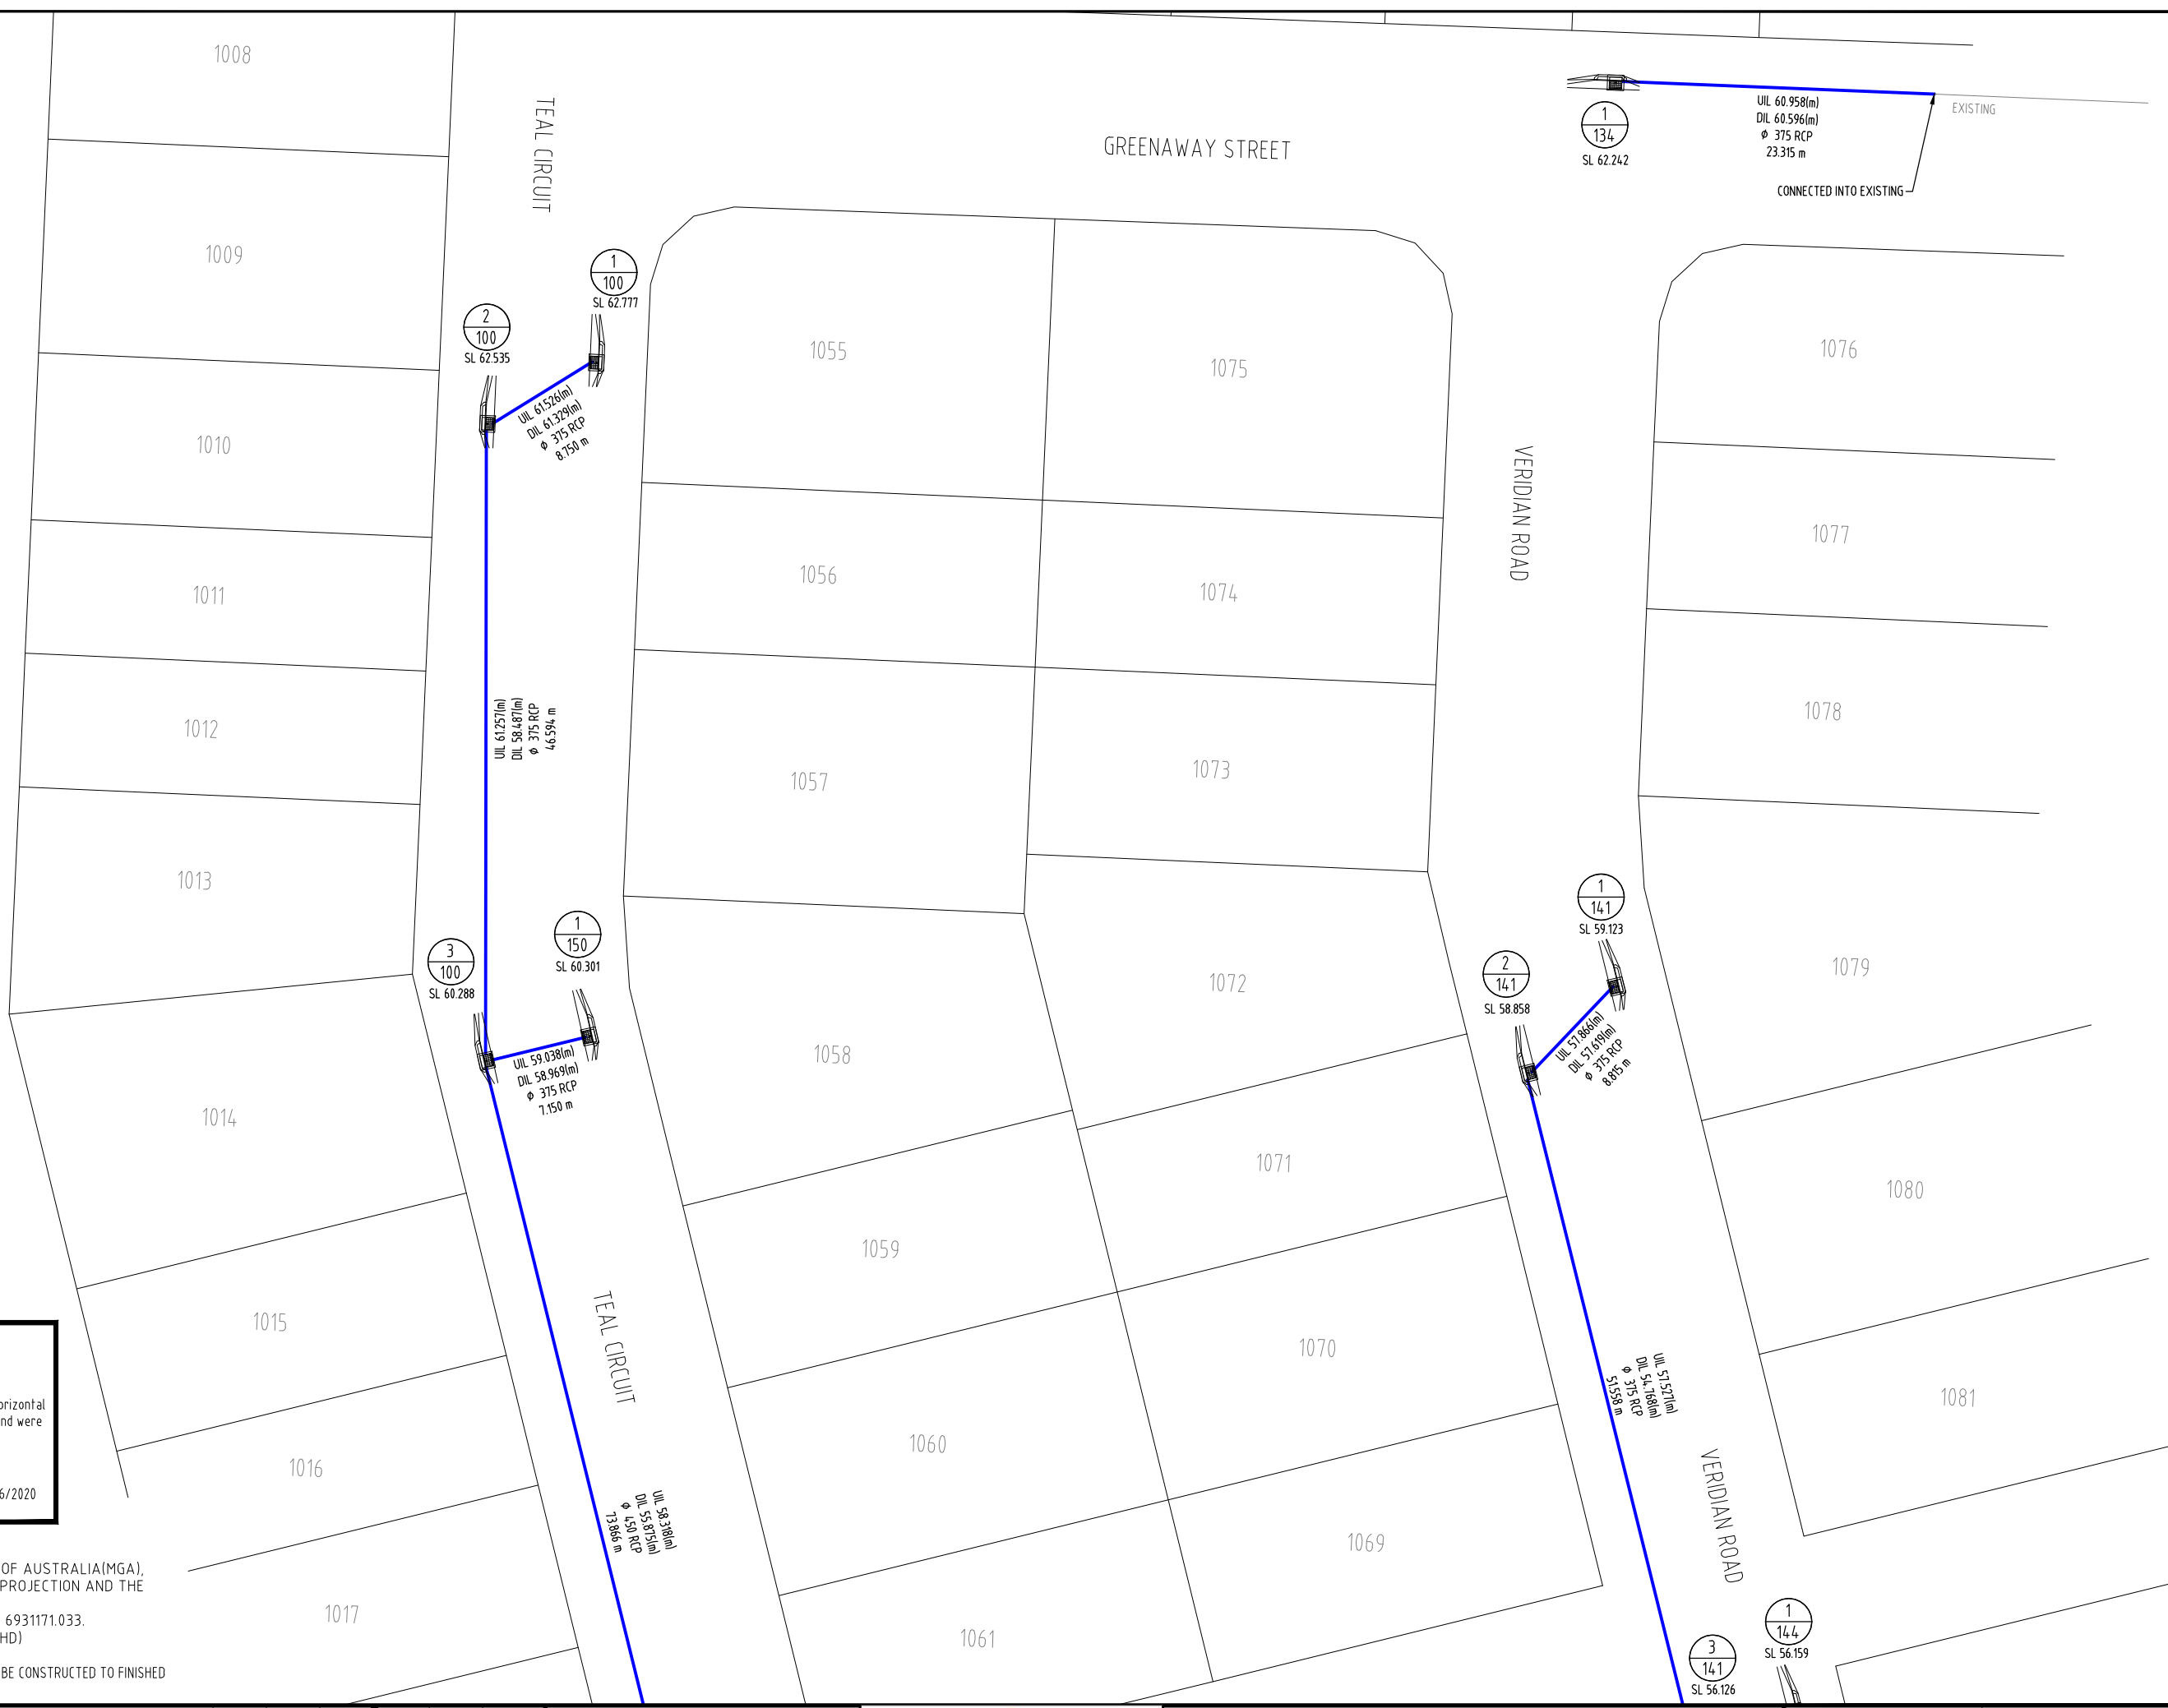 1008
1009
1010
1011
1012
1013
1014
1015
1016
1017
TEAL CIRCUIT
GREENAWAY STREET
1
134
SL 62.242
UIL 60.958(m)
DIL 60.596(m)
ϕ 375 RCP
23.315 m
EXISTING
CONNECTED INTO EXISTING
1
100
SL 62.777
2
100
SL 62.535
UIL 61.526(m)
DIL 61.329(m)
ϕ 375 RCP
8.750 m
1055
1075
1076
1056
1074
1077
VERIDIAN ROAD
UIL 61.257(m)
DIL 58.487(m)
ϕ 375 RCP
46.594 m
1057
1073
1078
3
100
SL 60.288
1
150
SL 60.301
UIL 59.038(m)
DIL 58.969(m)
ϕ 375 RCP
7.150 m
1
141
SL 59.123
2
141
SL 58.858
UIL 57.866(m)
DIL 57.619(m)
ϕ 375 RCP
8.815 m
1058
1072
1079
1059
1071
1080
TEAL CIRCUIT
1060
1070
1081
UIL 57.527(m)
DIL 54.768(m)
ϕ 375 RCP
51.558 m
UIL 58.318(m)
DIL 55.875(m)
ϕ 450 RCP
73.866 m
VERIDIAN ROAD
1061
1069
3
141
SL 56.126
1
144
SL 56.159
orizontal
nd were
6/2020
OF AUSTRALIA(MGA),
PROJECTION AND THE
6931171.033.
HD)
BE CONSTRUCTED TO FINISHED